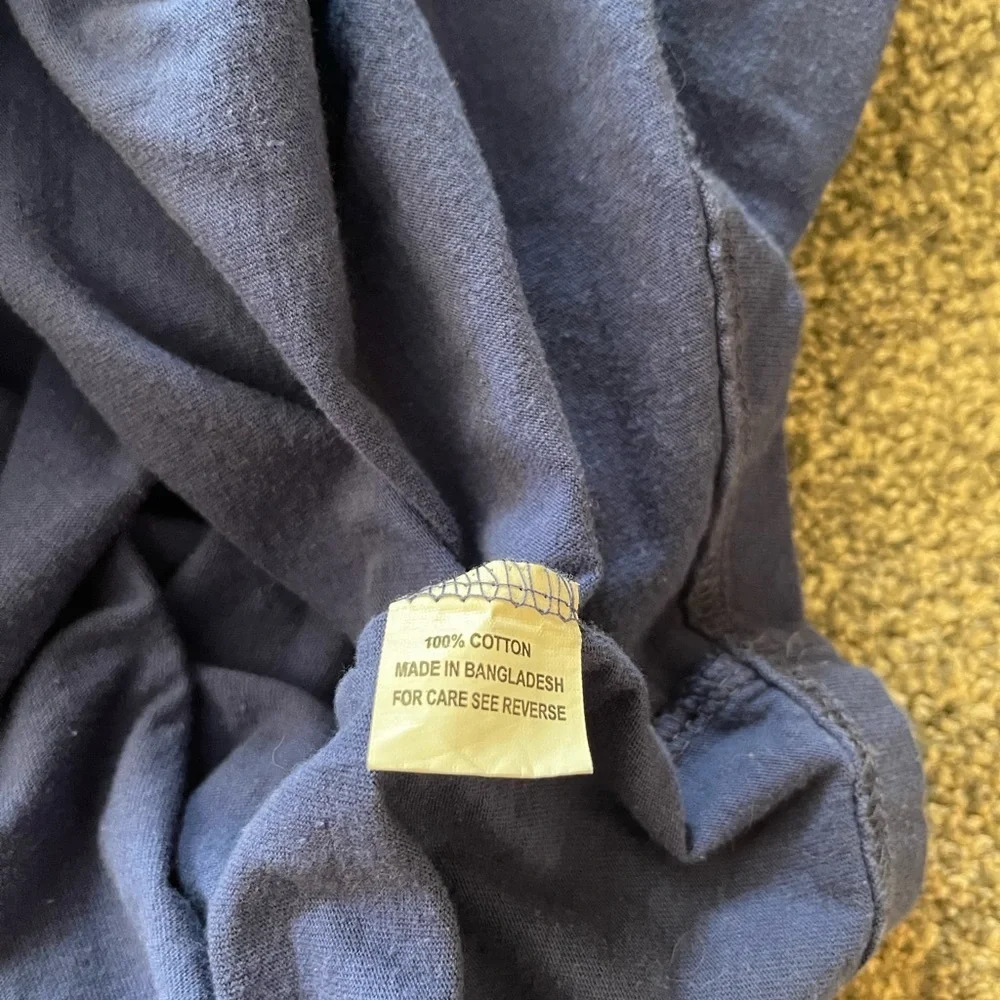 100% COTTON
MADE IN BANGLADESH
FOR CARE SEE REVERSE